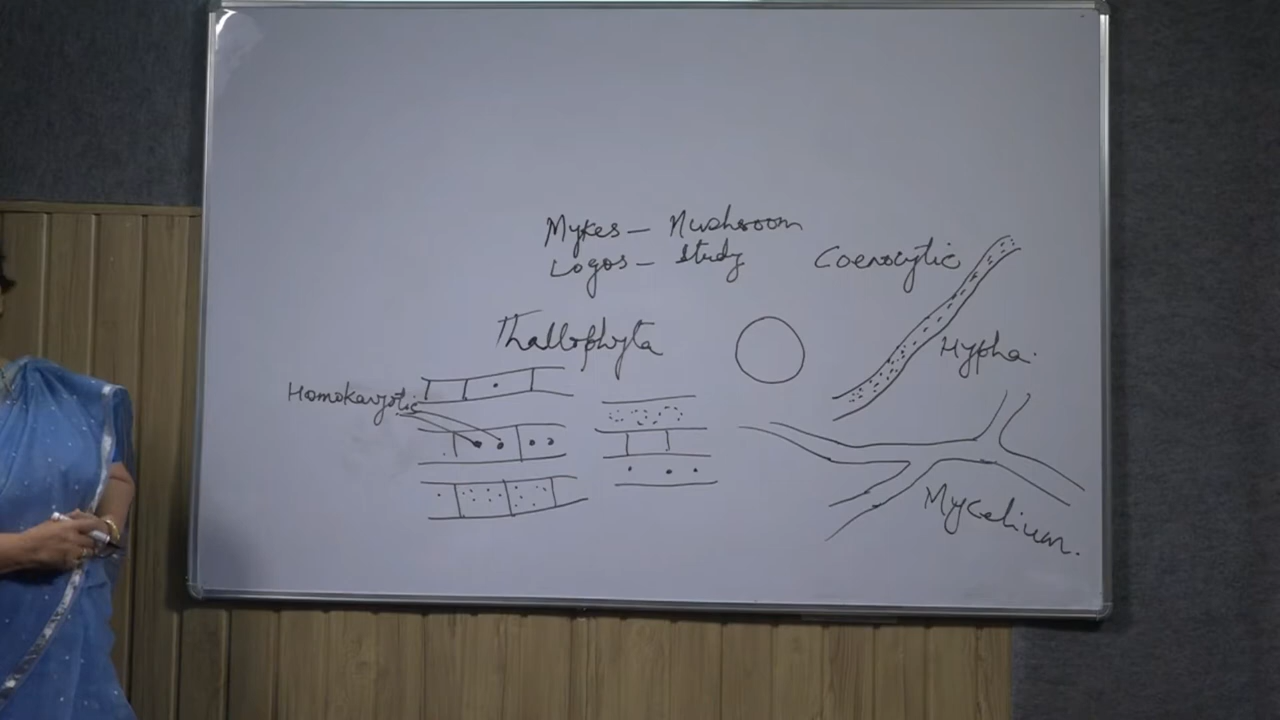 Mykes – Mushroom
Logos – Study
Coenocytic
Thallophyta
Hypha.
Homokaryotic
Mycelium.